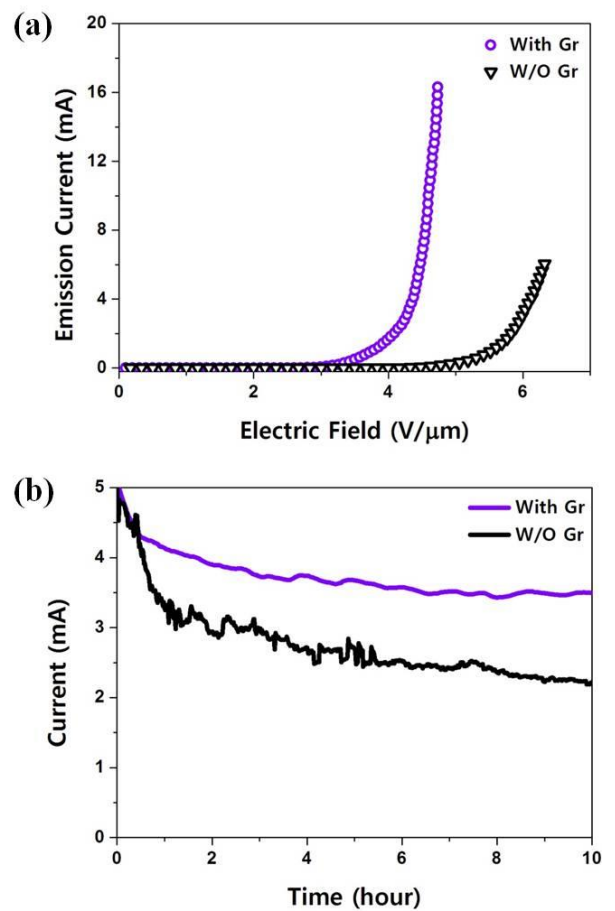 (a)
20
16
12
8
4
0
0 2 4 6
Emission Current (mA)
Electric Field (V/μm)
With Gr
W/O Gr
(b)
5
4
3
2
1
0
0 2 4 6 8 10
Current (mA)
Time (hour)
With Gr
W/O Gr